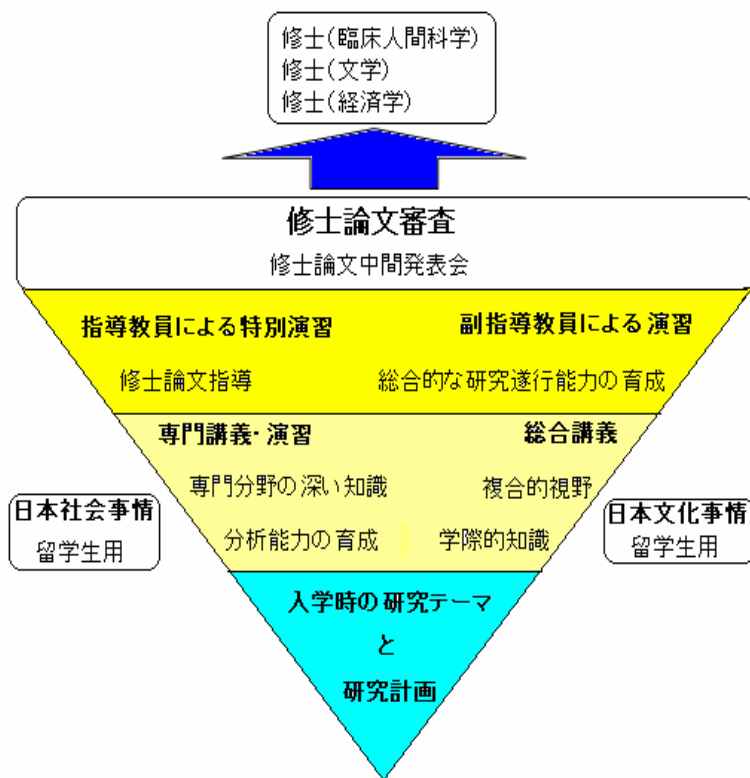 修士(臨床人間科学)
修士(文学)
修士(経済学)
修士論文審査
修士論文中間発表会
指導教員による特別演習
副指導教員による演習
修士論文指導
総合的な研究遂行能力の育成
専門講義・演習
総合講義
専門分野の深い知識
複合的視野
分析能力の育成
学際的知識
日本社会事情
留学生用
日本文化事情
留学生用
入学時の研究テーマ
と
研究計画